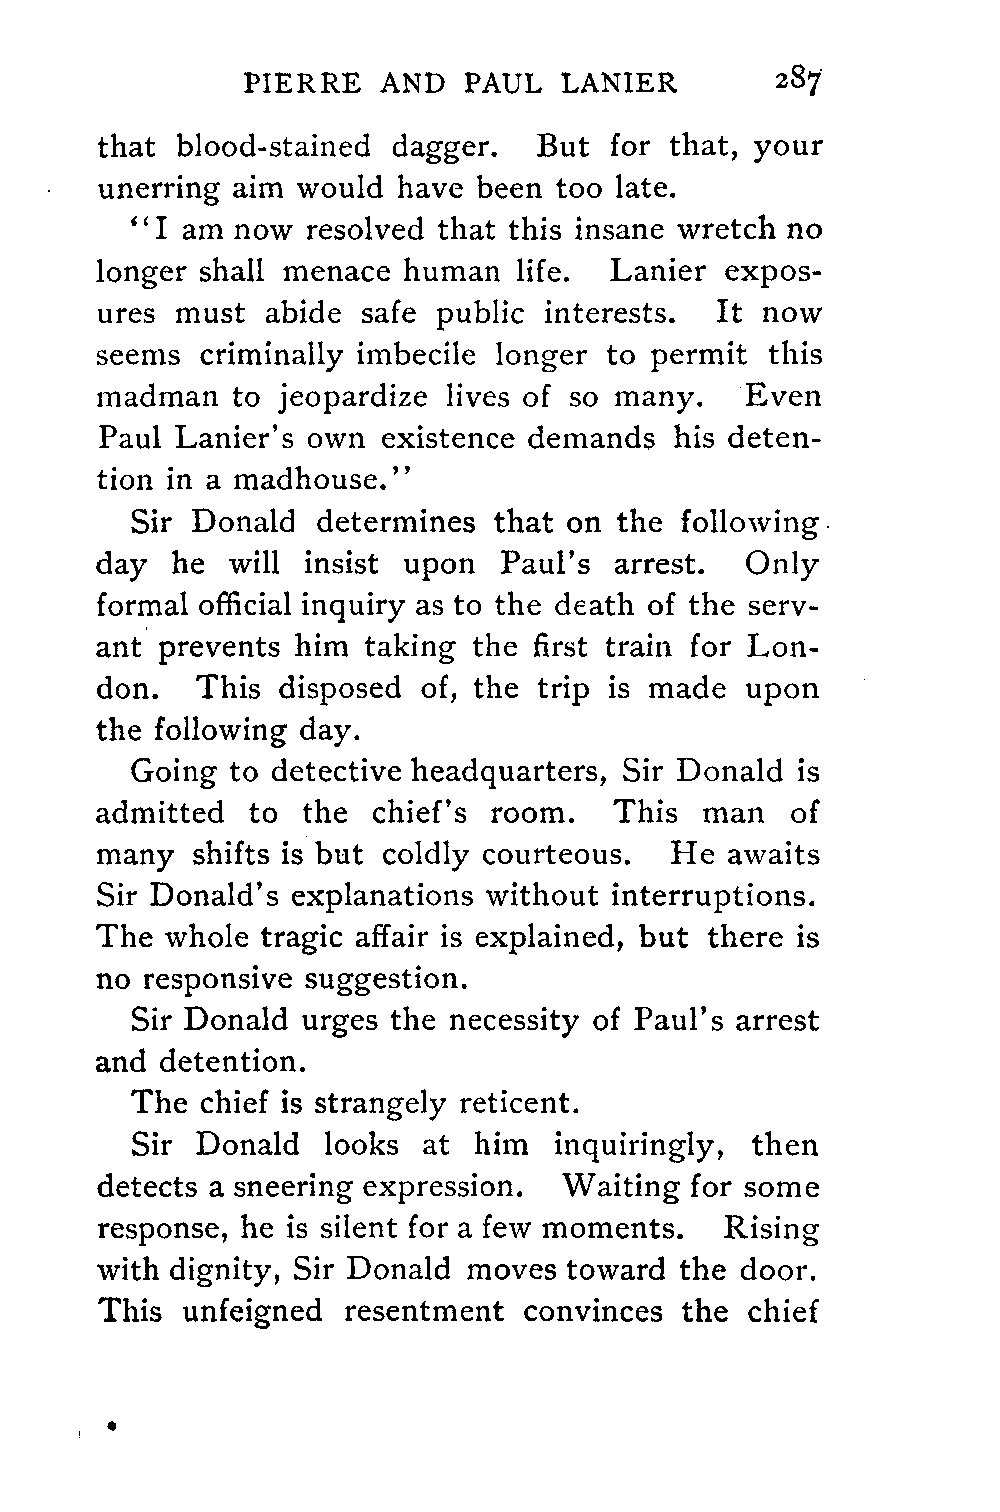 PIERRE AND PAUL LANIER 287
that blood-stained dagger. But for that, your
unerring aim would have been too late.
"I am now resolved that this insane wretch no
longer shall menace human life. Lanier expos-
ures must abide safe public interests. It now
seems criminally imbecile longer to permit this
madman to jeopardize lives of so many. Even
Paul Lanier's own existence demands his deten-
tion in a madhouse."
Sir Donald determines that on the following
day he will insist upon Paul's arrest. Only
formal official inquiry as to the death of the serv-
ant prevents him taking the first train for Lon-
don. This disposed of, the trip is made upon
the following day.
Going to detective headquarters, Sir Donald is
admitted to the chief's room. This man of
many shifts is but coldly courteous. He awaits
Sir Donald's explanations without interruptions.
The whole tragic affair is explained, but there is
no responsive suggestion.
Sir Donald urges the necessity of Paul's arrest
and detention.
The chief is strangely reticent.
Sir Donald looks at him inquiringly, then
detects a sneering expression. Waiting for some
response, he is silent for a few moments. Rising
with dignity, Sir Donald moves toward the door.
This unfeigned resentment convinces the chief